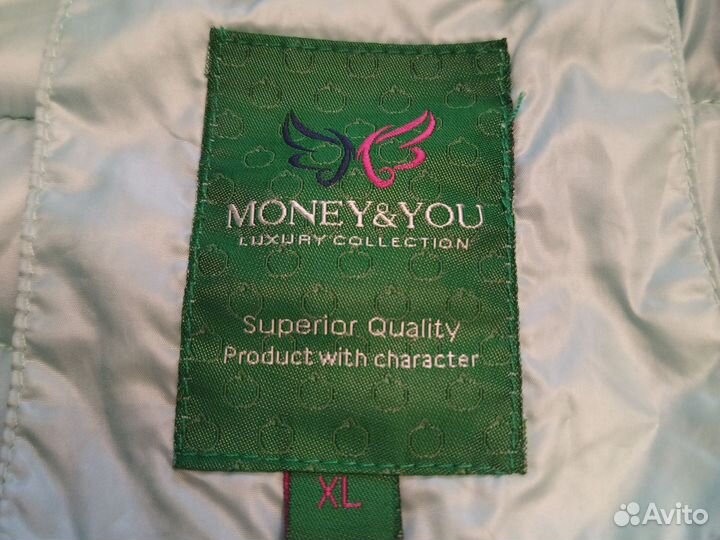 MONEY&YOU
LUXURY COLLECTION
Superior Quality
Product with character
XL
Avito